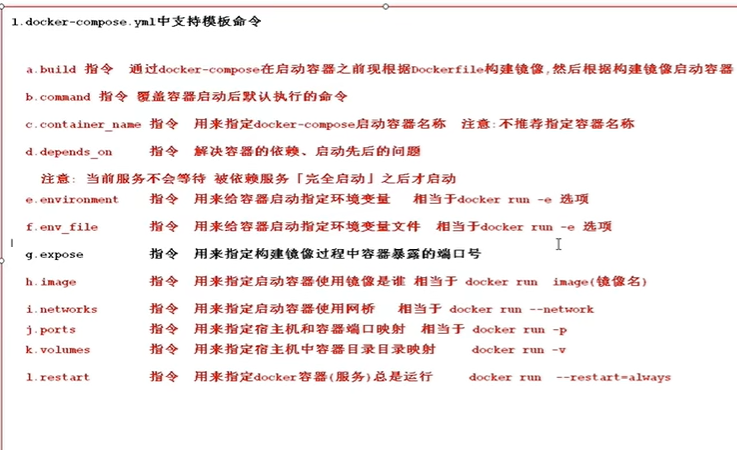 1.docker-compose.yml中支持模板命令
a.build 指令 通过docker-compose在启动容器之前现根据Dockerfile构建镜像,然后根据构建镜像启动容器
b.command 指令 覆盖容器启动后默认执行的命令
c.container_name 指令 用来指定docker-compose启动容器名称 注意:不推荐指定容器名称
d.depends_on 指令 解决容器的依赖、启动先后的问题
注意: 当前服务不会等待 被依赖服务「完全启动」之后才启动
e.environment 指令 用来给容器启动指定环境变量 相当于docker run -e 选项
f.env_file 指令 用来给容器启动指定环境变量文件 相当于docker run -e 选项
g.expose 指令 用来指定构建镜像过程中容器暴露的端口号
h.image 指令 用来指定启动容器使用镜像是谁 相当于 docker run image(镜像名)
i.networks 指令 用来指定启动容器使用网桥 相当于 docker run --network
j.ports 指令 用来指定宿主机和容器端口映射 相当于 docker run -p
k.volumes 指令 用来指定宿主机中容器目录目录映射 docker run -v
l.restart 指令 用来指定docker容器(服务)总是运行 docker run --restart=always